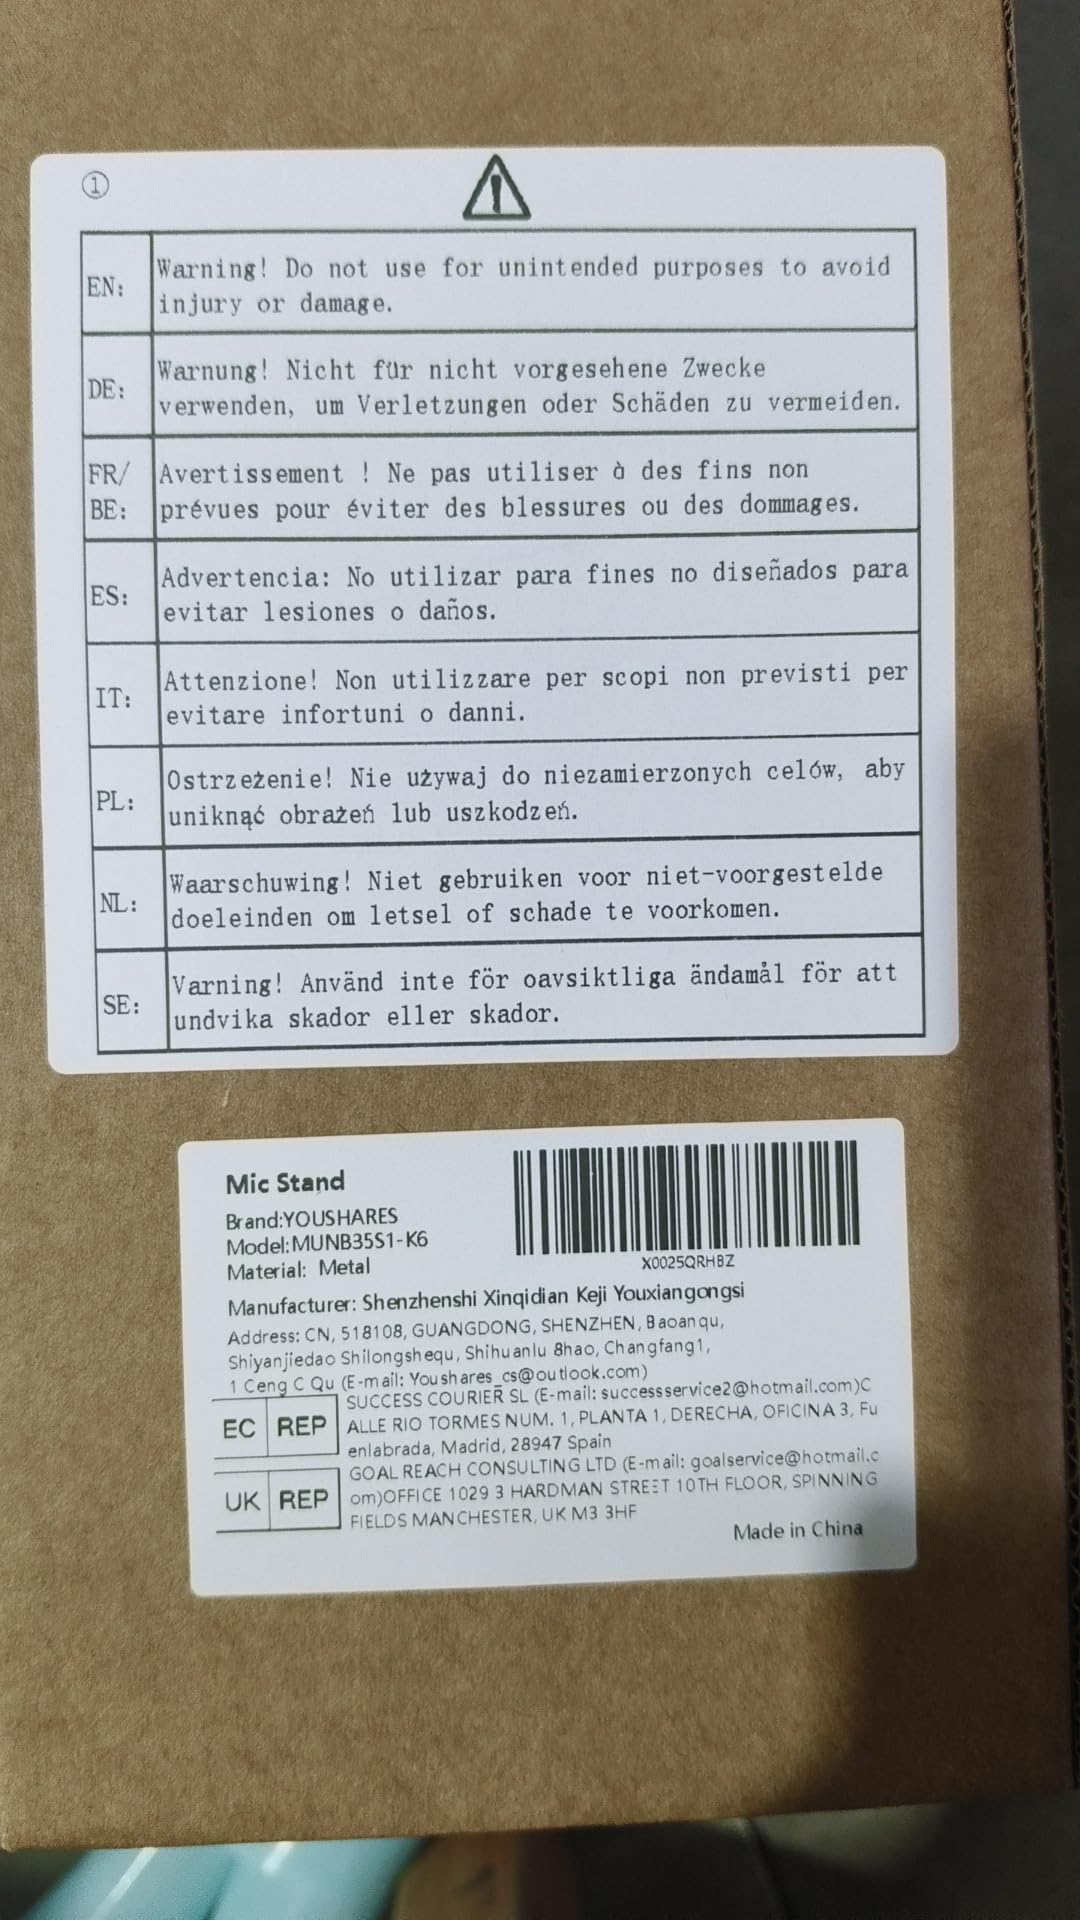 ①
EN:
Warning! Do not use for unintended purposes to avoid
injury or damage.
DE:
Warnung! Nicht für nicht vorgesehene Zwecke
verwenden, um Verletzungen oder Schäden zu vermeiden.
FR/
BE:
Avertissement ! Ne pas utiliser à des fins non
prévues pour éviter des blessures ou des dommages.
ES:
Advertencia: No utilizar para fines no diseñados para
evitar lesiones o daños.
IT:
Attenzione! Non utilizzare per scopi non previsti per
evitare infortuni o danni.
PL:
Ostrzeżenie! Nie używaj do niezamierzonych celów, aby
uniknąć obrażeń lub uszkodzeń.
NL:
Waarschuwing! Niet gebruiken voor niet-voorgestelde
doeleinden om letsel of schade te voorkomen.
SE:
Varning! Använd inte för oavsiktliga ändamål för att
undvika skador eller skador.
Mic Stand
Brand:YOUSHARES
Model:MUNB35S1-K6
Material: Metal
X0025QRHBZ
Manufacturer: Shenzhenshi Xinqidian Keji Youxiangongsi
Address: CN, 518108, GUANGDONG, SHENZHEN, Baoanqu,
Shiyanjiedao Shilongshequ, Shihuanlu 8hao, Changfang1,
1 Ceng C Qu (E-mail: Youshares_cs@outlook.com)
EC REP
SUCCESS COURIER SL (E-mail: successservice2@hotmail.com)C
ALLE RIO TORMES NUM. 1, PLANTA 1, DERECHA, OFICINA 3, Fu
enlabrada, Madrid, 28947 Spain
UK REP
GOAL REACH CONSULTING LTD (E-mail: goalservice@hotmail.c
om)OFFICE 1029 3 HARDMAN STREET 10TH FLOOR, SPINNING
FIELDS MANCHESTER, UK M3 3HF
Made in China